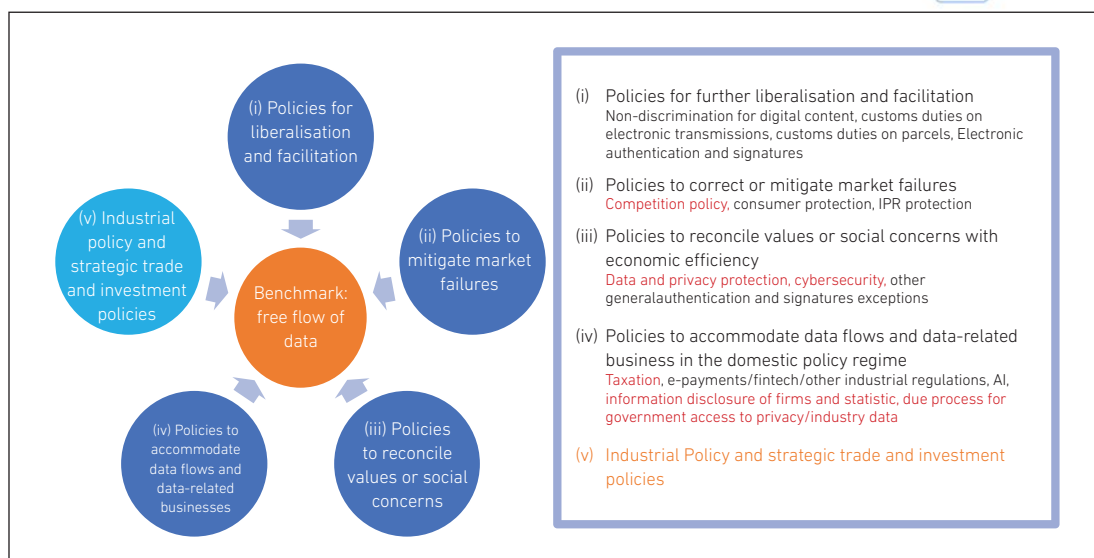 (i) Policies for
liberalisation
and facilitation
(ii) Policies to
mitigate market
failures
(iii) Policies
to reconcile
values or social
concerns
(iv) Policies to
accommodate
data flows and
data-related
businesses
(v) Industrial
policy and
strategic trade
and investment
policies
Benchmark:
free flow of
data
(i) Policies for further liberalisation and facilitation
Non-discrimination for digital content, customs duties on
electronic transmissions, customs duties on parcels, Electronic
authentication and signatures
(ii) Policies to correct or mitigate market failures
Competition policy, consumer protection, IPR protection
(iii) Policies to reconcile values or social concerns with
economic efficiency
Data and privacy protection, cybersecurity, other
generalauthentication and signatures exceptions
(iv) Policies to accommodate data flows and data-related
business in the domestic policy regime
Taxation, e-payments/fintech/other industrial regulations, AI,
information disclosure of firms and statistic, due process for
government access to privacy/industry data
(v) Industrial Policy and strategic trade and investment
policies